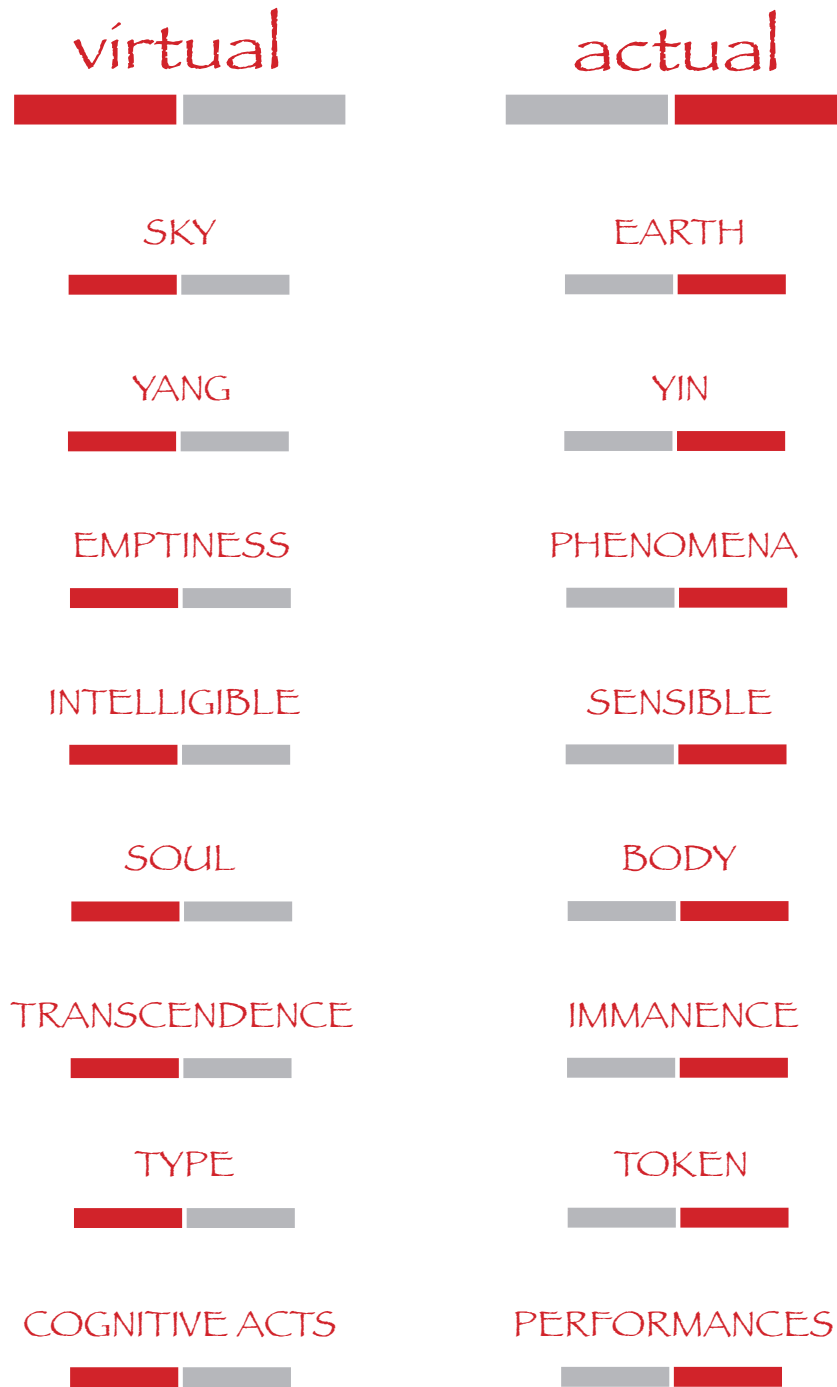 virtual actual
SKY EARTH
YANG YIN
EMPTINESS PHENOMENA
INTELLIGIBLE SENSIBLE
SOUL BODY
TRANSCENDENCE IMMANENCE
TYPE TOKEN
COGNITIVE ACTS PERFORMANCES